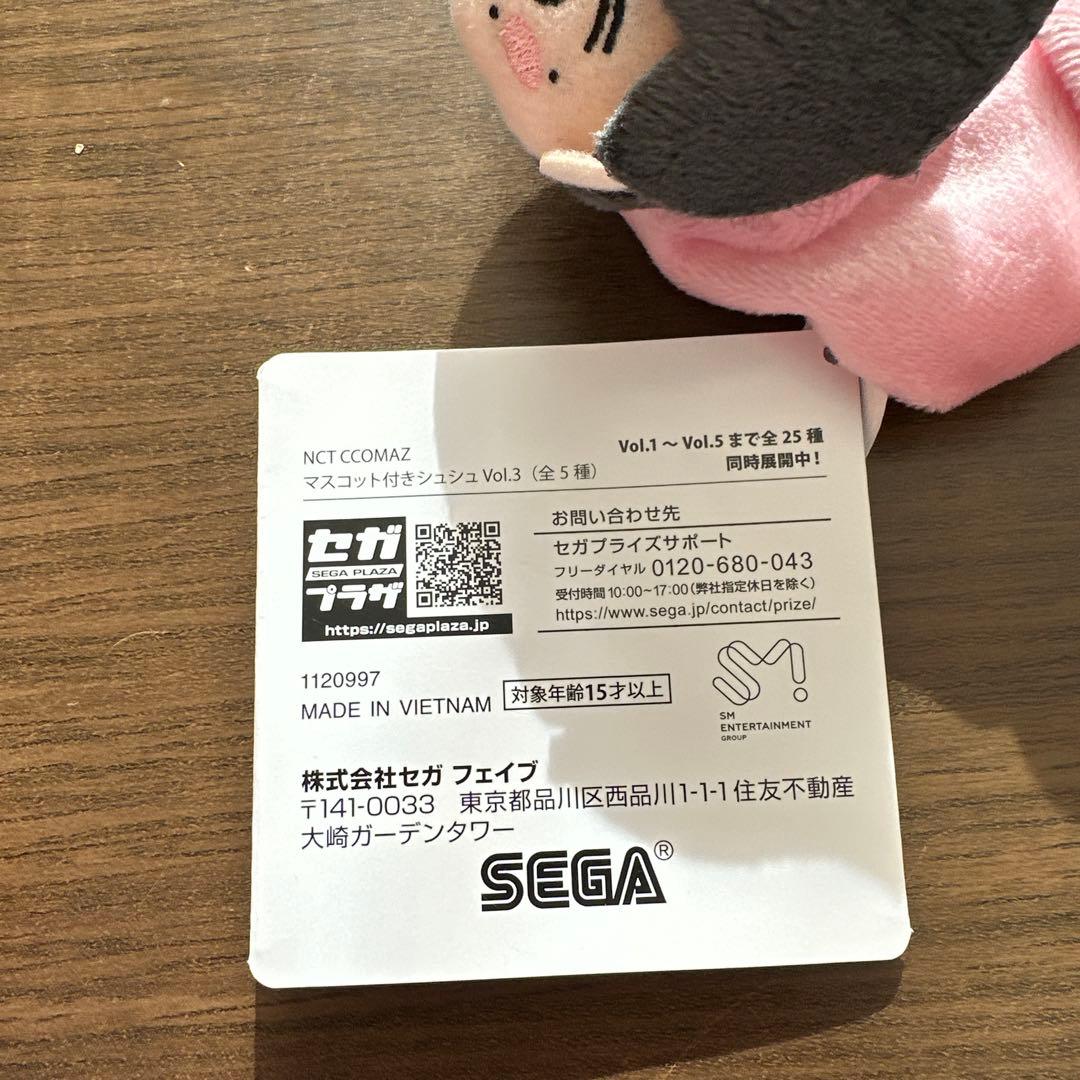 NCT CCOMAZ
マスコット付きシュシュ Vol.3（全5種）
Vol.1～Vol.5まで全25種
同時展開中！
セガ
SEGA PLAZA
プラザ
https://segaplaza.jp
お問い合わせ先
セガプライズサポート
フリーダイヤル 0120-680-043
受付時間 10:00~17:00（弊社指定休日を除く）
https://www.sega.jp/contact/prize/
1120997
MADE IN VIETNAM
対象年齢15才以上
SM
ENTERTAINMENT
GROUP
株式会社セガ フェイブ
〒141-0033 東京都品川区西品川1-1-1住友不動産
大崎ガーデンタワー
SEGA®